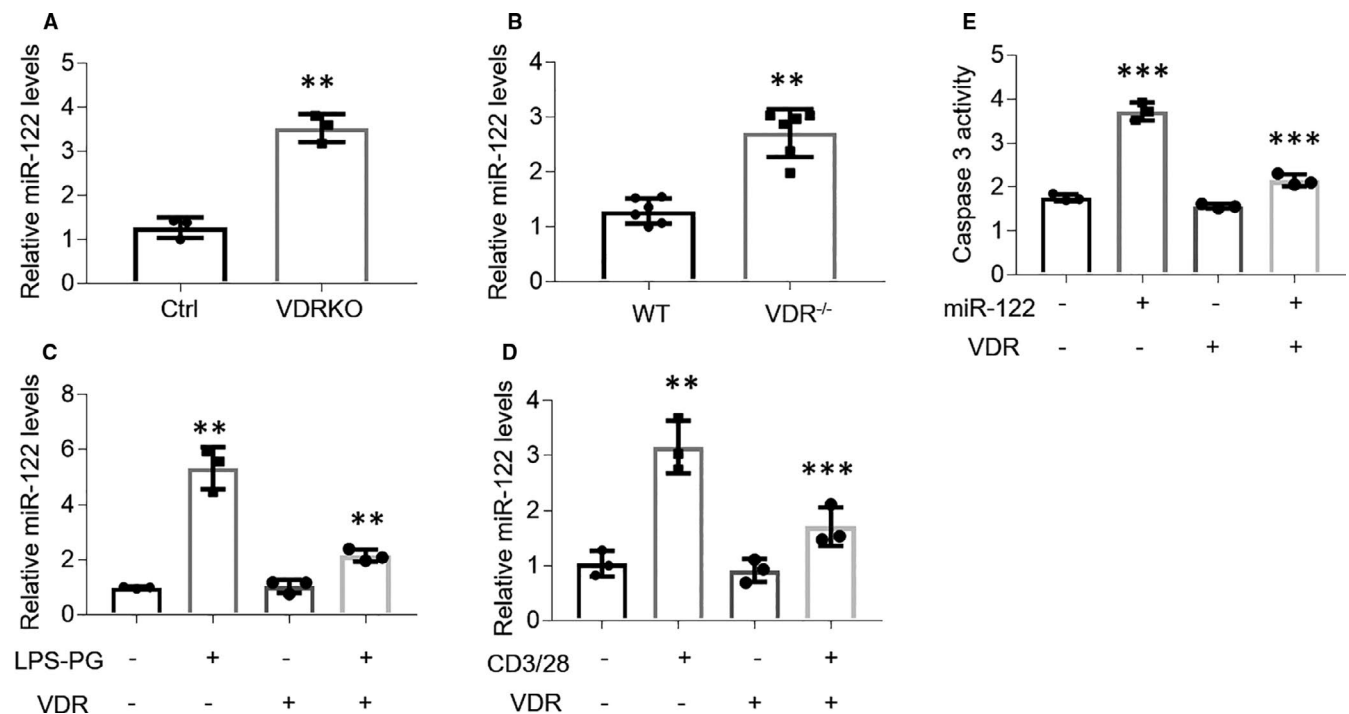 A
Relative miR-122 levels
5
4
3
2
1
0
**
Ctrl
VDRKO
B
Relative miR-122 levels
4
3
2
1
0
**
WT
VDR-/-
E
Caspase 3 activity
5
4
3
2
1
0
***
***
miR-122 - + - +
VDR - - + +
C
Relative miR-122 levels
8
6
4
2
0
**
**
LPS-PG - + - +
VDR - - + +
D
Relative miR-122 levels
4
3
2
1
0
**
***
CD3/28 - + - +
VDR - - + +